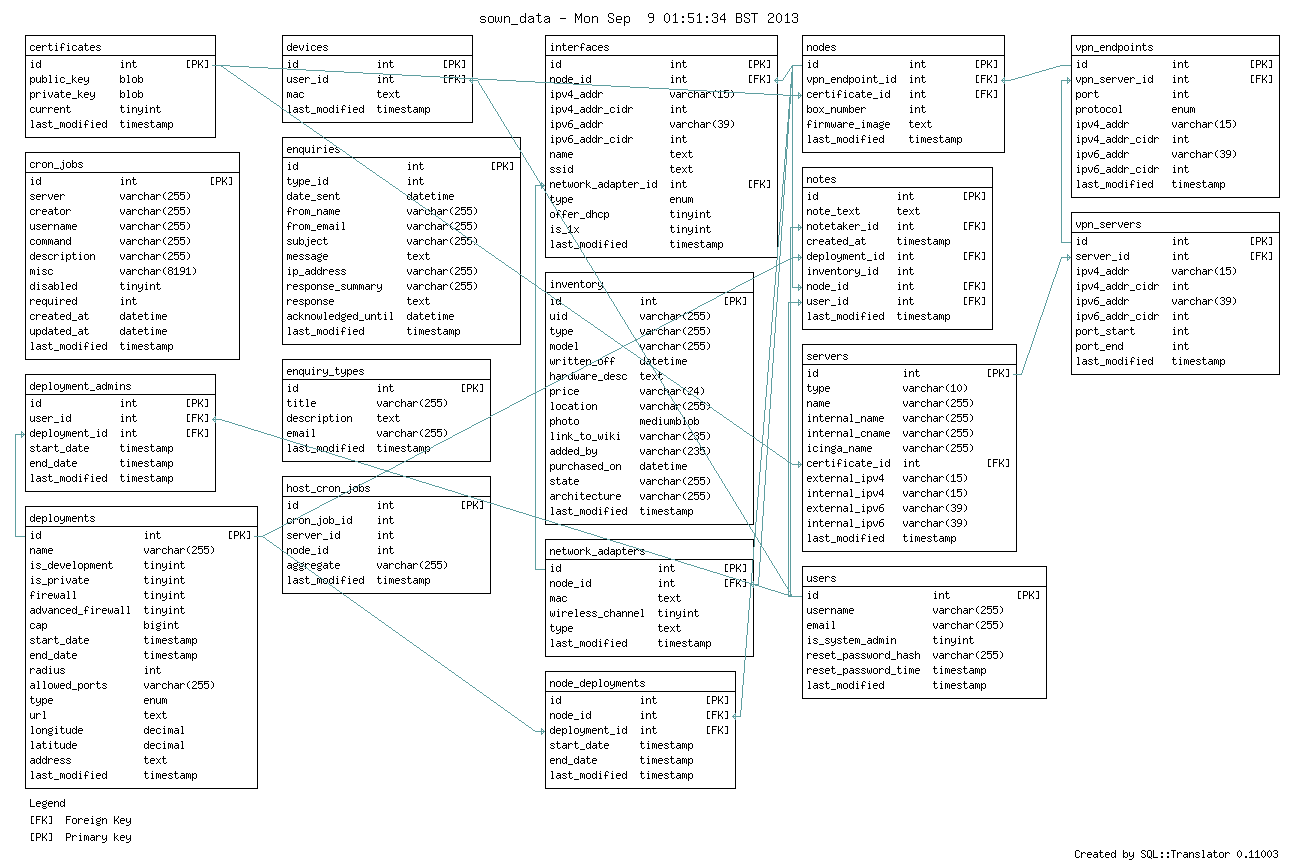 sown_data - Mon Sep 9 01:51:34 BST 2013
certificates
id int [PK]
public_key blob
private_key blob
current tinyint
last_modified timestamp
cron_jobs
id int [PK]
server varchar(255)
creator varchar(255)
username varchar(255)
command varchar(255)
description varchar(255)
misc varchar(8191)
disabled tinyint
required int
created_at datetime
updated_at datetime
last_modified timestamp
deployment_admins
id int [PK]
user_id int [FK]
deployment_id int [FK]
start_date timestamp
end_date timestamp
last_modified timestamp
deployments
id int [PK]
name varchar(255)
is_development tinyint
is_private tinyint
firewall tinyint
advanced_firewall tinyint
cap bigint
start_date timestamp
end_date timestamp
radius int
allowed_ports varchar(255)
type enum
url text
longitude decimal
latitude decimal
address text
last_modified timestamp
devices
id int [PK]
user_id int [FK]
mac text
last_modified timestamp
enquiries
id int [PK]
type_id int
date_sent datetime
from_name varchar(255)
from_email varchar(255)
subject varchar(255)
message text
ip_address varchar(255)
response_summary varchar(255)
response text
acknowledged_until datetime
last_modified timestamp
enquiry_types
id int [PK]
title varchar(255)
description text
email varchar(255)
last_modified timestamp
host_cron_jobs
id int [PK]
cron_job_id int
server_id int
node_id int
aggregate varchar(255)
last_modified timestamp
interfaces
id int [PK]
node_id int [FK]
ipv4_addr varchar(15)
ipv4_addr_cidr int
ipv6_addr varchar(39)
ipv6_addr_cidr int
name text
ssid text
network_adapter_id int [FK]
type enum
offer_dhcp tinyint
is_1x tinyint
last_modified timestamp
inventory
id int [PK]
uid varchar(255)
type varchar(255)
model varchar(255)
written_off datetime
hardware_desc text
price varchar(24)
location varchar(255)
photo mediumblob
link_to_wiki varchar(235)
added_by varchar(235)
purchased_on datetime
state varchar(255)
architecture varchar(255)
last_modified timestamp
network_adapters
id int [PK]
node_id int [FK]
mac text
wireless_channel tinyint
type text
last_modified timestamp
node_deployments
id int [PK]
node_id int [FK]
deployment_id int [FK]
start_date timestamp
end_date timestamp
last_modified timestamp
nodes
id int [PK]
vpn_endpoint_id int [FK]
certificate_id int [FK]
box_number int
firmware_image text
last_modified timestamp
notes
id int [PK]
note_text text
notetaker_id int [FK]
created_at timestamp
deployment_id int [FK]
inventory_id int
node_id int [FK]
user_id int [FK]
last_modified timestamp
servers
id int [PK]
type varchar(10)
name varchar(255)
internal_name varchar(255)
internal_cname varchar(255)
icinga_name varchar(255)
certificate_id int [FK]
external_ipv4 varchar(15)
internal_ipv4 varchar(15)
external_ipv6 varchar(39)
internal_ipv6 varchar(39)
last_modified timestamp
users
id int [PK]
username varchar(255)
email varchar(255)
is_system_admin tinyint
reset_password_hash varchar(255)
reset_password_time timestamp
last_modified timestamp
vpn_endpoints
id int [PK]
vpn_server_id int [FK]
port int
protocol enum
ipv4_addr varchar(15)
ipv4_addr_cidr int
ipv6_addr varchar(39)
ipv6_addr_cidr int
last_modified timestamp
vpn_servers
id int [PK]
server_id int [FK]
ipv4_addr varchar(15)
ipv4_addr_cidr int
ipv6_addr varchar(39)
ipv6_addr_cidr int
port_start int
port_end int
last_modified timestamp
Legend
[FK] Foreign Key
[PK] Primary key
Created by SQL::Translator 0.11003